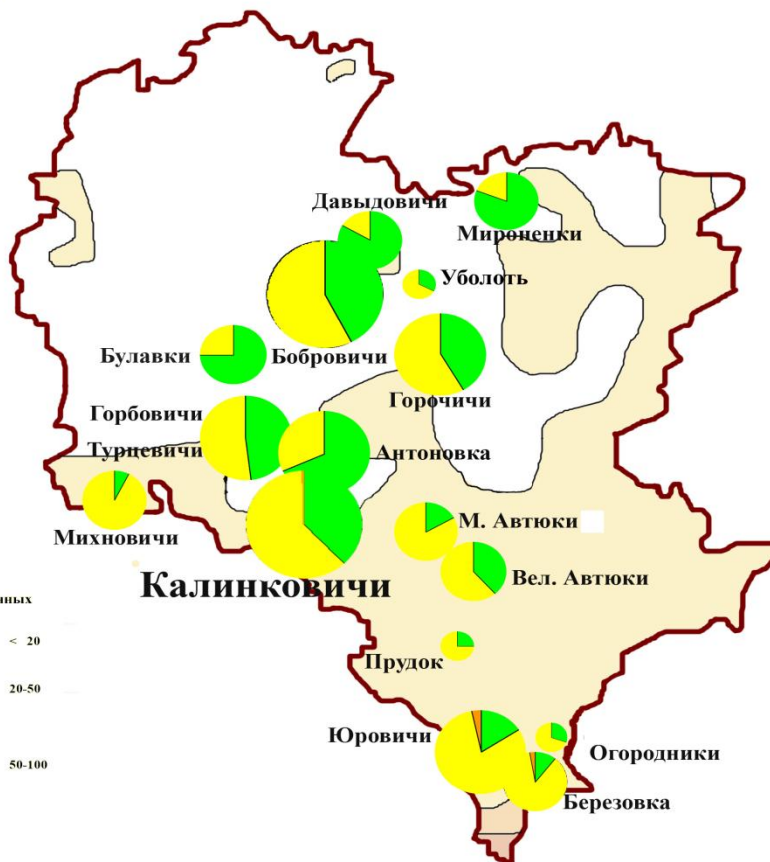 Давыдовичи
Мироненки
Уболоть
Булавки
Бобровичи
Горочичи
Горбовичи
Турцевичи
Антоновка
Михновичи
М. Автюки
Калинковичи
Вел. Автюки
< 20
Прудок
20-50
Юровичи
Огородники
50-100
Березовка